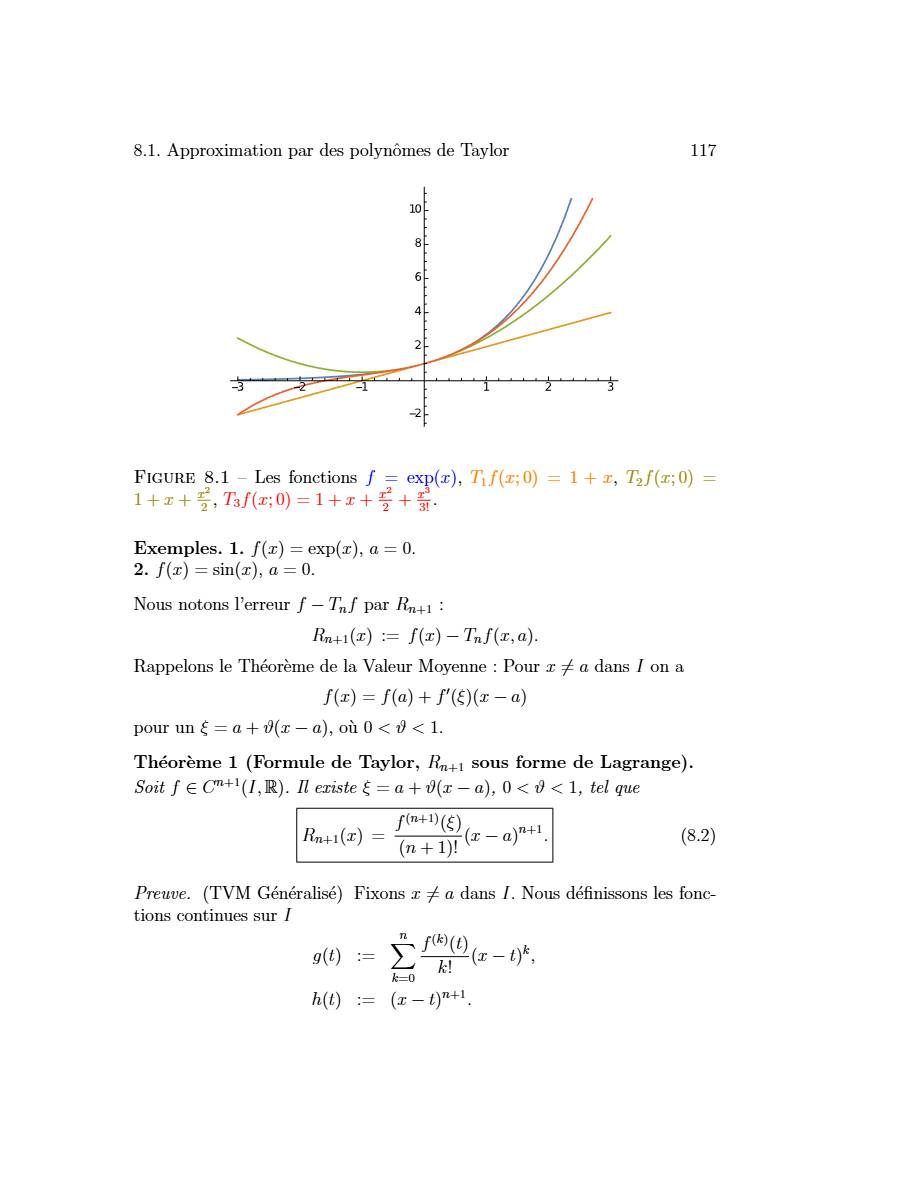 8.1. Approximation par des polynômes de Taylor 117
10
8
6
4
2
−3 −2 −1 1 2 3
−2
FIGURE 8.1 – Les fonctions f = exp(x), T₁f(x; 0) = 1 + x, T₂f(x; 0) =
1 + x + x²/2, T₃f(x; 0) = 1 + x + x²/2 + x³/3!.
Exemples. 1. f(x) = exp(x), a = 0.
2. f(x) = sin(x), a = 0.
Nous notons l'erreur f − Tₙf par Rₙ₊₁ :
Rₙ₊₁(x) := f(x) − Tₙf(x, a).
Rappelons le Théorème de la Valeur Moyenne : Pour x ≠ a dans I on a
f(x) = f(a) + f′(ξ)(x − a)
pour un ξ = a + ϑ(x − a), où 0 < ϑ < 1.
Théorème 1 (Formule de Taylor, Rₙ₊₁ sous forme de Lagrange).
Soit f ∈ Cⁿ⁺¹(I, ℝ). Il existe ξ = a + ϑ(x − a), 0 < ϑ < 1, tel que
Rₙ₊₁(x) = f⁽ⁿ⁺¹⁾(ξ)/(n + 1)! (x − a)ⁿ⁺¹. (8.2)
Preuve. (TVM Généralisé) Fixons x ≠ a dans I. Nous définissons les fonc-
tions continues sur I
g(t) := ∑ₖ₌₀ⁿ f⁽ᵏ⁾(t)/k! (x − t)ᵏ,
h(t) := (x − t)ⁿ⁺¹.